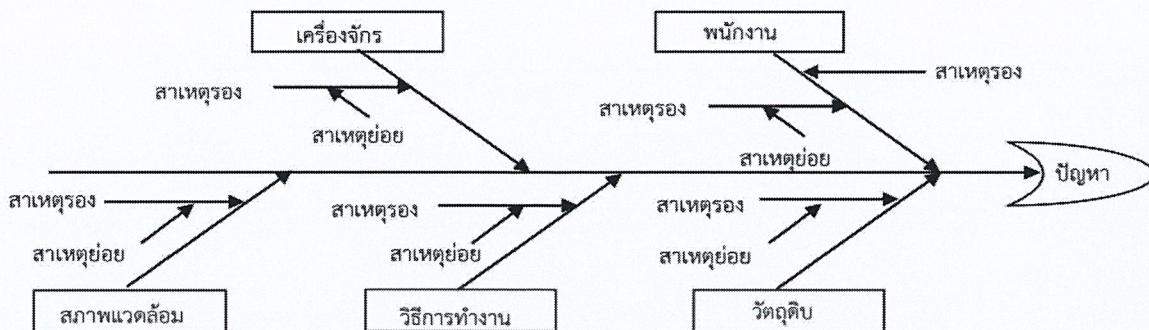 เครื่องจักร
พนักงาน
สาเหตุรอง
สาเหตุรอง
สาเหตุรอง
สาเหตุย่อย
สาเหตุย่อย
ปัญหา
สาเหตุรอง
สาเหตุรอง
สาเหตุรอง
สาเหตุย่อย
สาเหตุย่อย
สาเหตุย่อย
สภาพแวดล้อม
วิธีการทำงาน
วัตถุดิบ